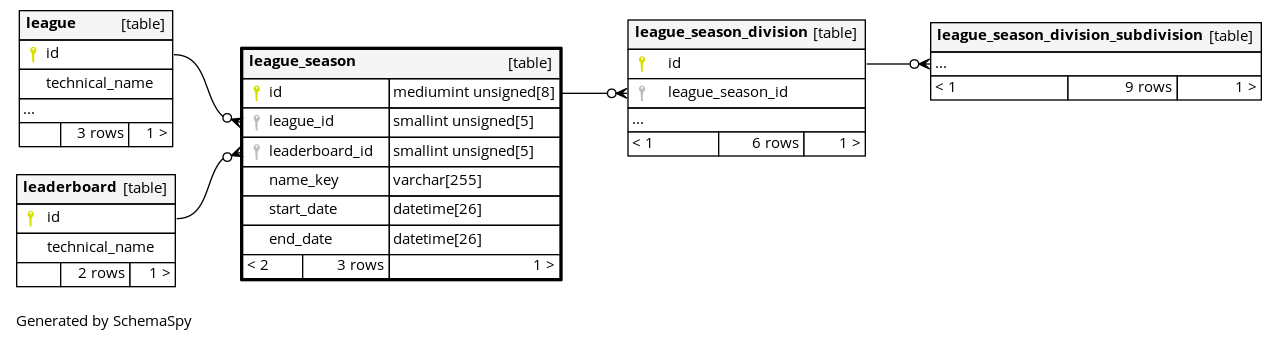 league [table]
id
technical_name
...
3 rows 1 >
leaderboard [table]
id
technical_name
2 rows 1 >
league_season [table]
id mediumint unsigned[8]
league_id smallint unsigned[5]
leaderboard_id smallint unsigned[5]
name_key varchar[255]
start_date datetime[26]
end_date datetime[26]
< 2 3 rows 1 >
league_season_division [table]
id
league_season_id
...
< 1 6 rows 1 >
league_season_division_subdivision [table]
...
< 1 9 rows 1 >
Generated by SchemaSpy